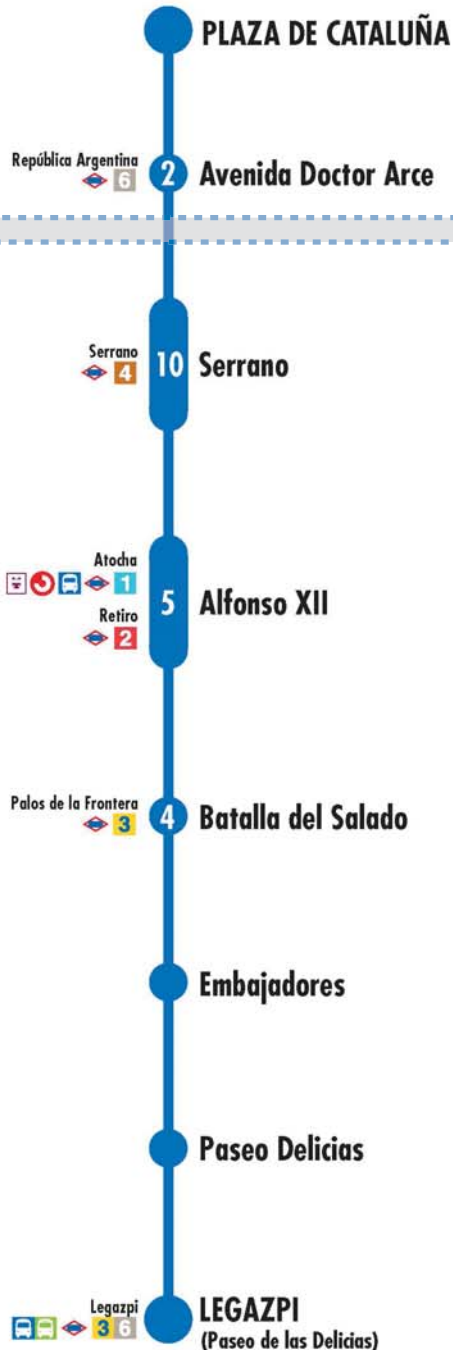 PLAZA DE CATALUÑA
República Argentina
6
2
Avenida Doctor Arce
Serrano
4
10
Serrano
Atocha
1
Retiro
2
5
Alfonso XII
Palos de la Frontera
3
4
Batalla del Salado
Embajadores
Paseo Delicias
Legazpi
3 6
LEGAZPI
(Paseo de las Delicias)